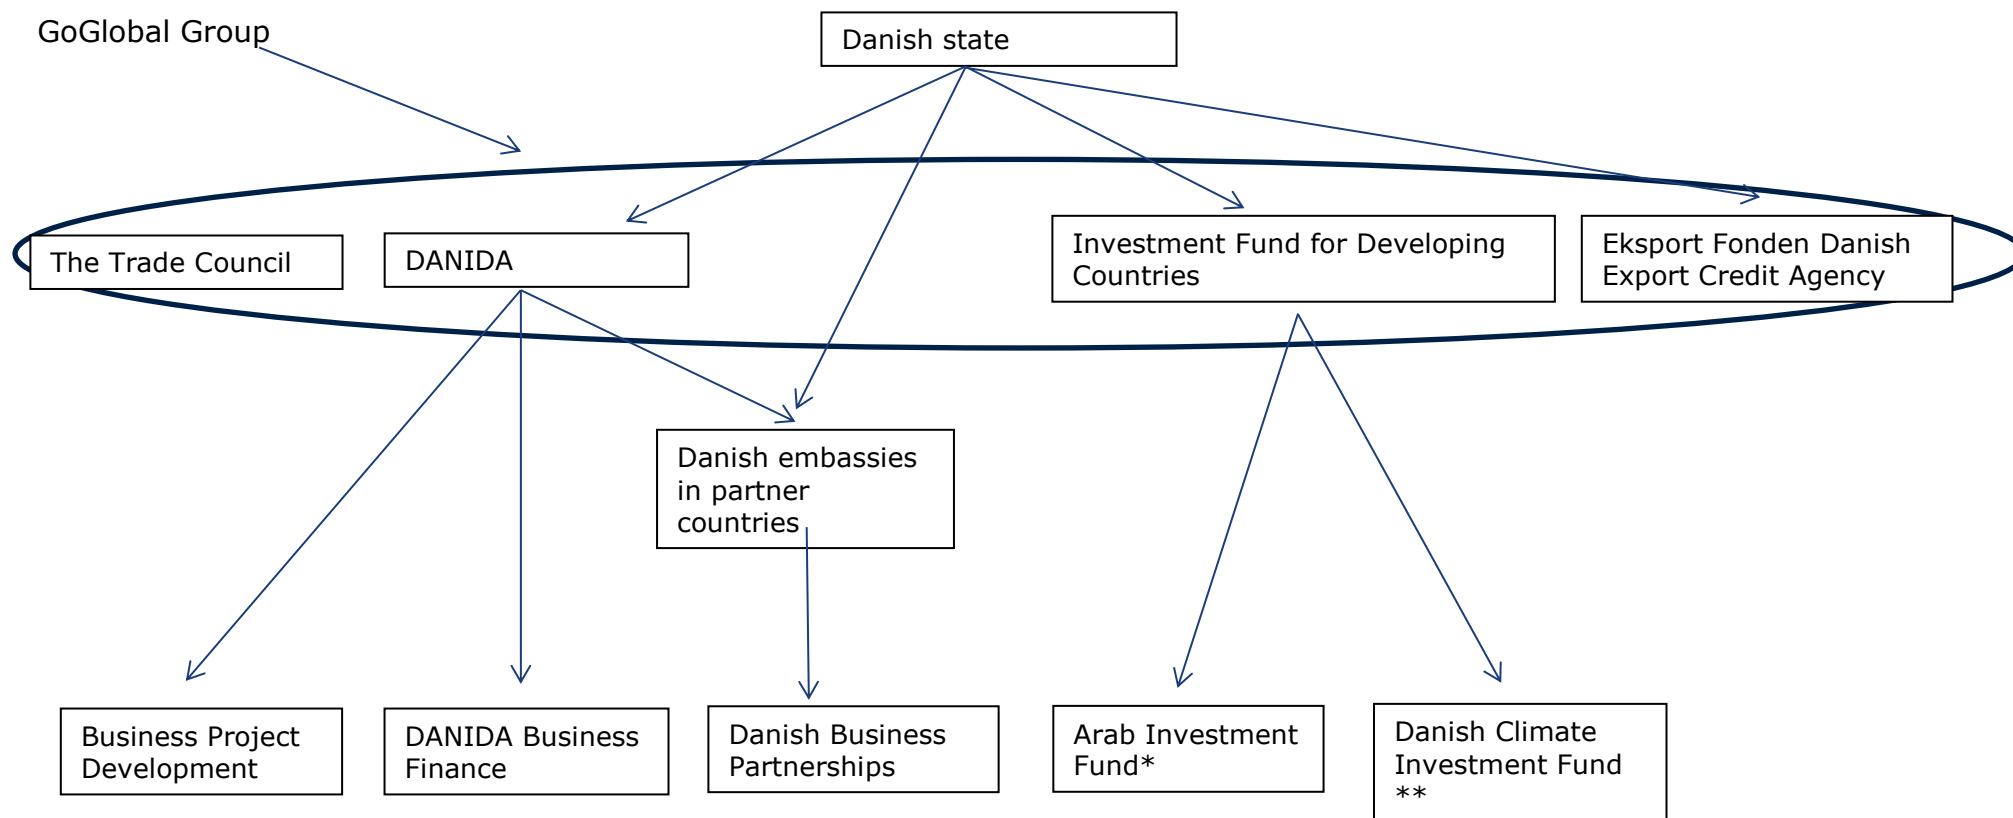 GoGlobal Group
Danish state
The Trade Council
DANIDA
Investment Fund for Developing
Countries
Eksport Fonden Danish
Export Credit Agency
Danish embassies
in partner
countries
Business Project
Development
DANIDA Business
Finance
Danish Business
Partnerships
Arab Investment
Fund*
Danish Climate
Investment Fund
**